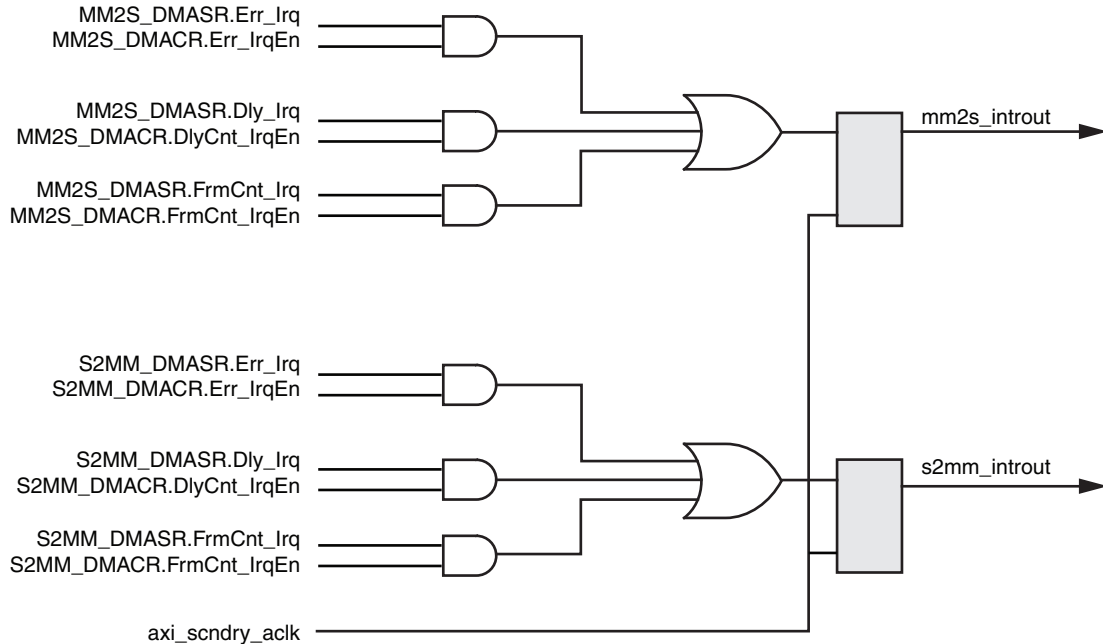 MM2S_DMASR.Err_Irq
MM2S_DMACR.Err_IrqEn
MM2S_DMASR.Dly_Irq
MM2S_DMACR.DlyCnt_IrqEn
MM2S_DMASR.FrmCnt_Irq
MM2S_DMACR.FrmCnt_IrqEn
mm2s_introut
S2MM_DMASR.Err_Irq
S2MM_DMACR.Err_IrqEn
S2MM_DMASR.Dly_Irq
S2MM_DMACR.DlyCnt_IrqEn
S2MM_DMASR.FrmCnt_Irq
S2MM_DMACR.FrmCnt_IrqEn
s2mm_introut
axi_scndry_aclk